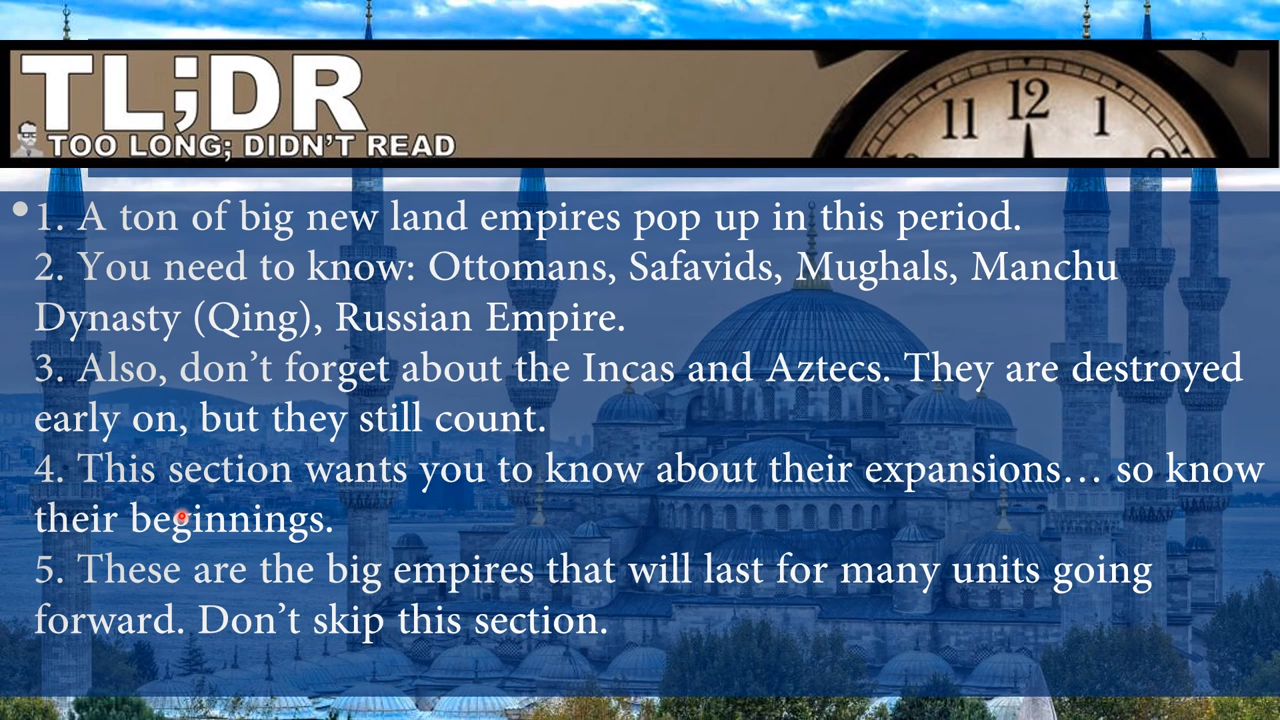 TL;DR
TOO LONG; DIDN'T READ
11 12 1
• 1. A ton of big new land empires pop up in this period.
2. You need to know: Ottomans, Safavids, Mughals, Manchu
Dynasty (Qing), Russian Empire.
3. Also, don't forget about the Incas and Aztecs. They are destroyed
early on, but they still count.
4. This section wants you to know about their expansions… so know
their beginnings.
5. These are the big empires that will last for many units going
forward. Don't skip this section.